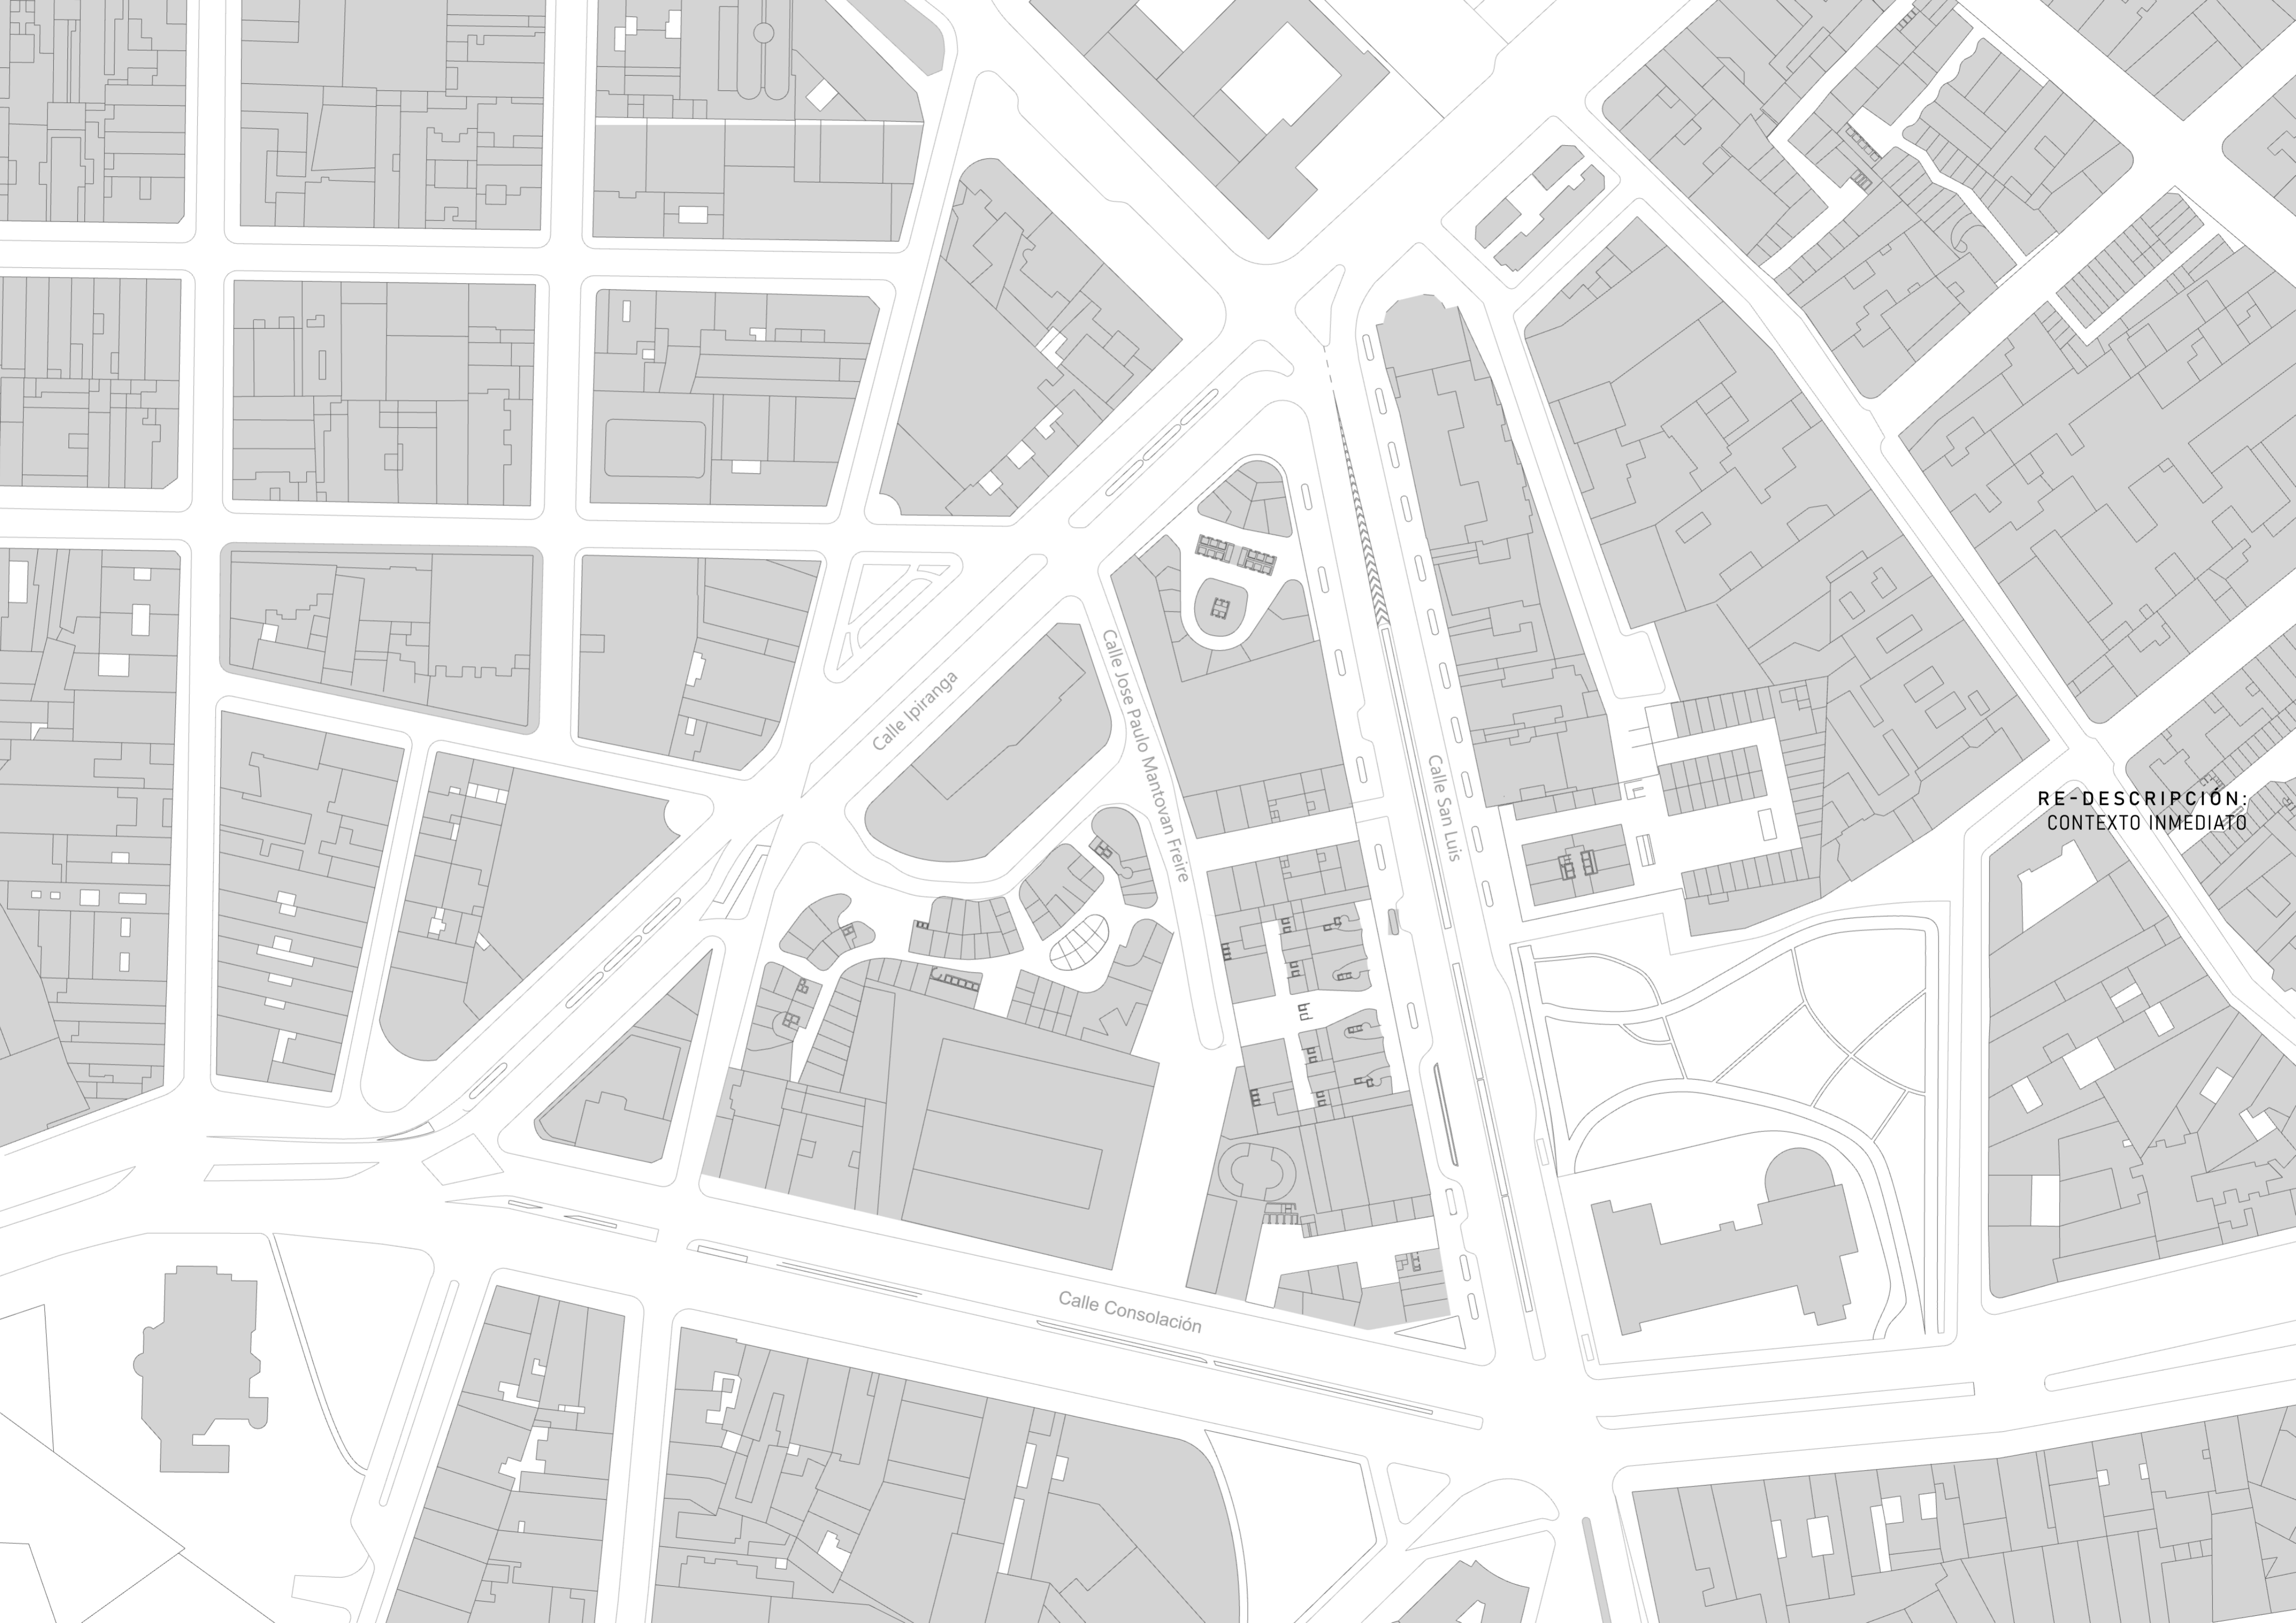 Calle Ipiranga
Calle Jose Paulo Mantovan Freire
Calle San Luis
RE-DESCRIPCIÓN:
CONTEXTO INMEDIATO
Calle Consolación